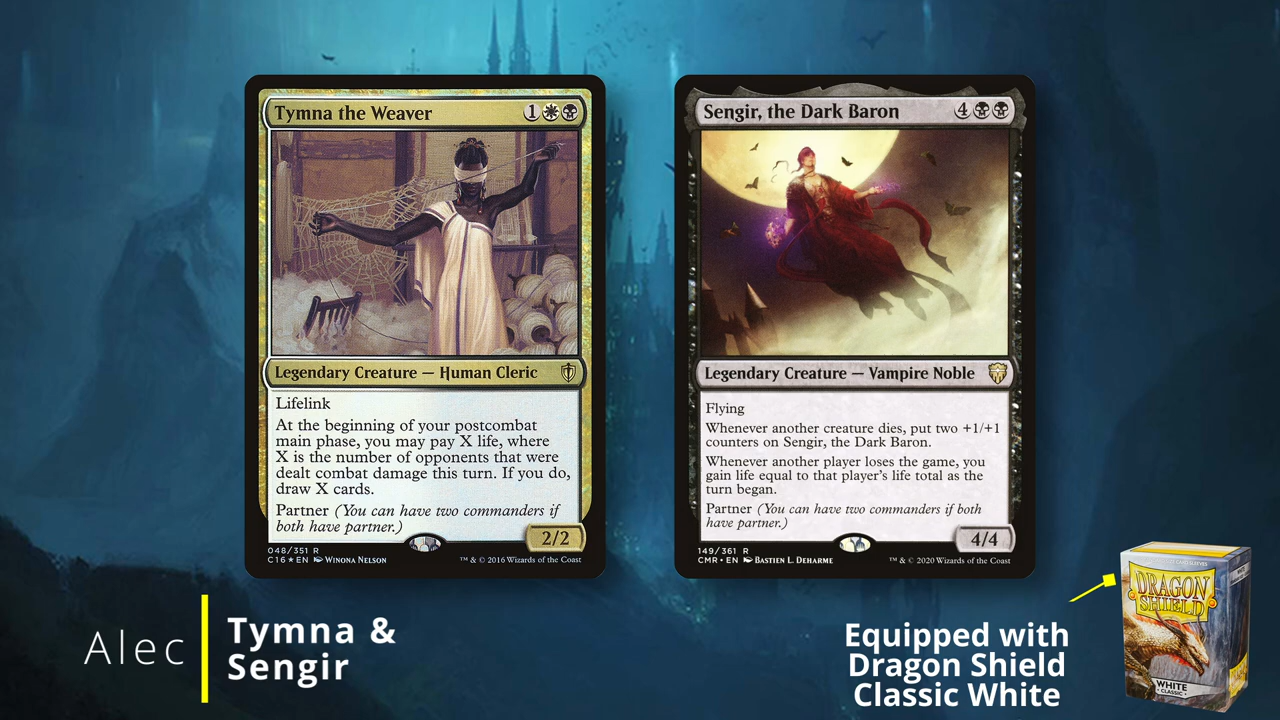 Tymna the Weaver
1
Legendary Creature — Human Cleric
Lifelink
At the beginning of your postcombat
main phase, you may pay X life, where
X is the number of opponents that were
dealt combat damage this turn. If you do,
draw X cards.
Partner (You can have two commanders if
both have partner.)
2/2
048/351 R
C16 ★ EN Winona Nelson
™ & © 2016 Wizards of the Coast
Sengir, the Dark Baron
4
Legendary Creature — Vampire Noble
Flying
Whenever another creature dies, put two +1/+1
counters on Sengir, the Dark Baron.
Whenever another player loses the game, you
gain life equal to that player's life total as the
turn began.
Partner (You can have two commanders if both
have partner.)
4/4
149/361 R
CMR • EN Bastien L. Deharme
™ & © 2020 Wizards of the Coast
Alec
Tymna &
Sengir
Equipped with
Dragon Shield
Classic White
DRAGON
SHIELD
WHITE
CLASSIC